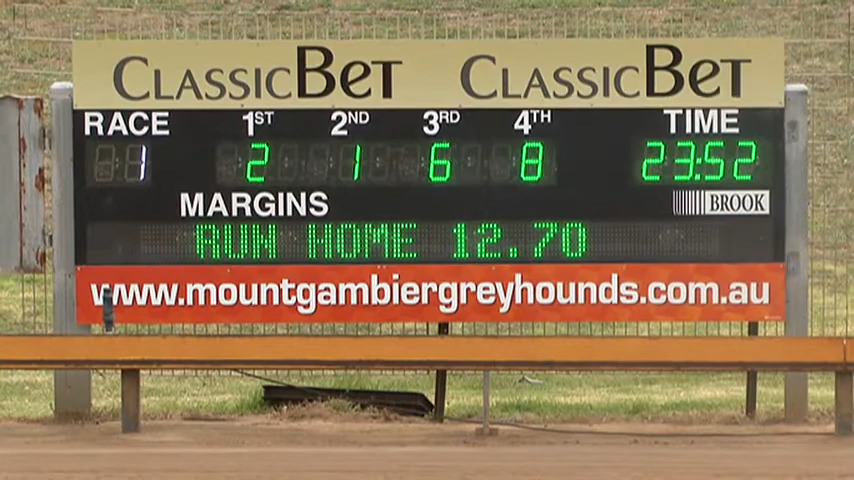 CLASSICBET CLASSICBET
RACE 1ST 2ND 3RD 4TH TIME
1 2 1 6 8 23:52
MARGINS BROOK
RUN HOME 12.70
www.mountgambiergreyhounds.com.au